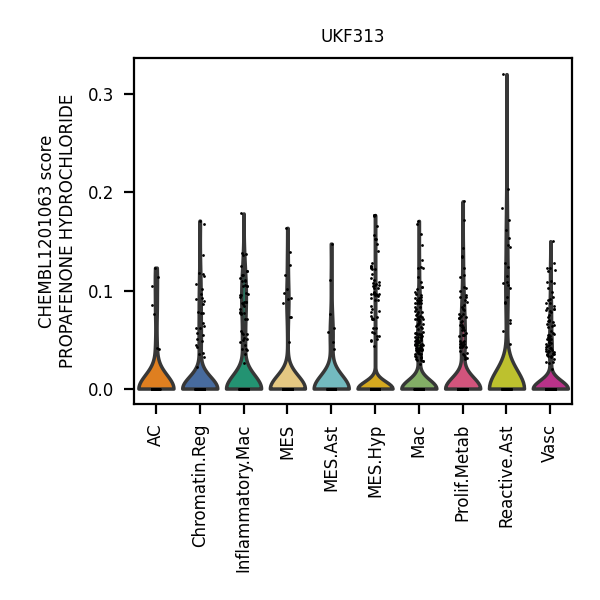 UKF313
CHEMBL1201063 score
PROPAFENONE HYDROCHLORIDE
0.3
0.2
0.1
0.0
AC
Chromatin.Reg
Inflammatory.Mac
MES
MES.Ast
MES.Hyp
Mac
Prolif.Metab
Reactive.Ast
Vasc